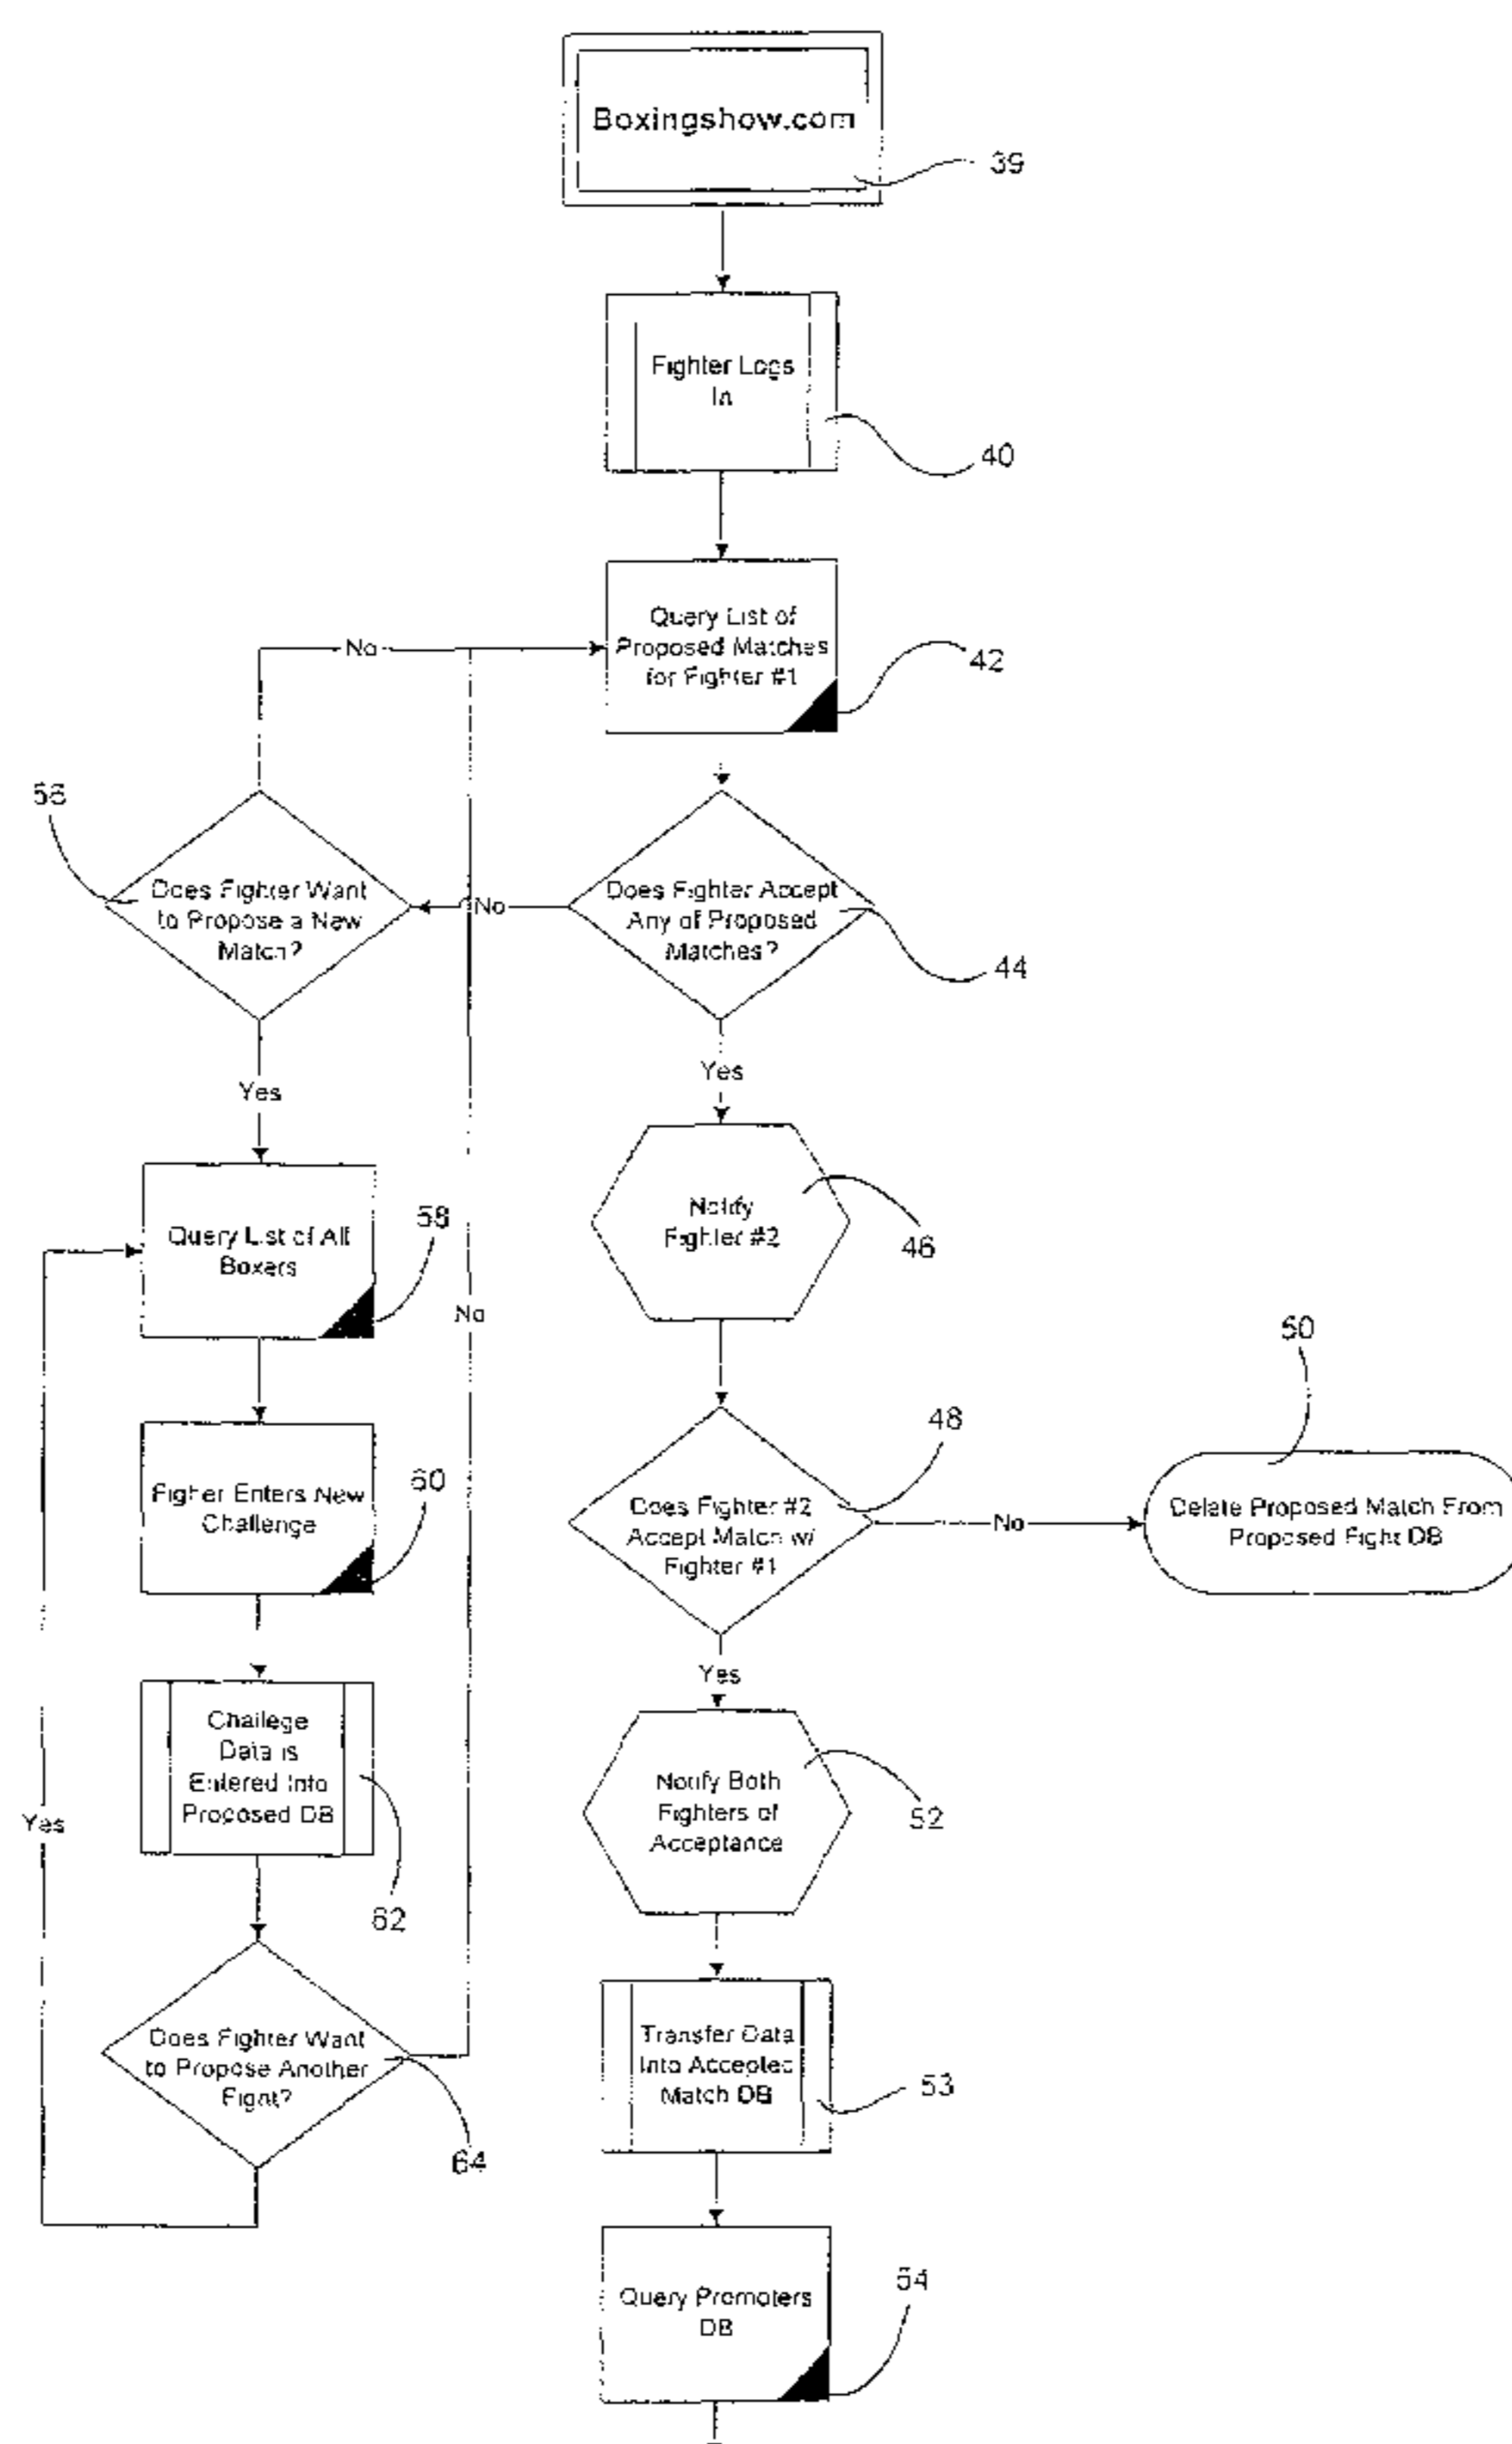 Boxingshow.com
39
Fighter Logs
In
40
Query List of
Proposed Matches
for Fighter #1
42
No
58
Does Fighter Want
to Propose a New
Match?
No
Does Fighter Accept
Any of Proposed
Matches?
44
Yes
Yes
Notify
Fighter #2
46
Query List of All
Boxers
58
No
50
Figher Enters New
Challenge
60
Does Fighter #2
Accept Match w/
Fighter #1
48
No
Delete Proposed Match From
Proposed Fight DB
Yes
Challege
Data is
Entered Into
Proposed DB
62
Yes
Notify Both
Fighters of
Acceptance
52
Does Fighter Want
to Propose Another
Fight?
64
Transfer Data
Into Accepted
Match DB
53
Query Promoters
DB
54